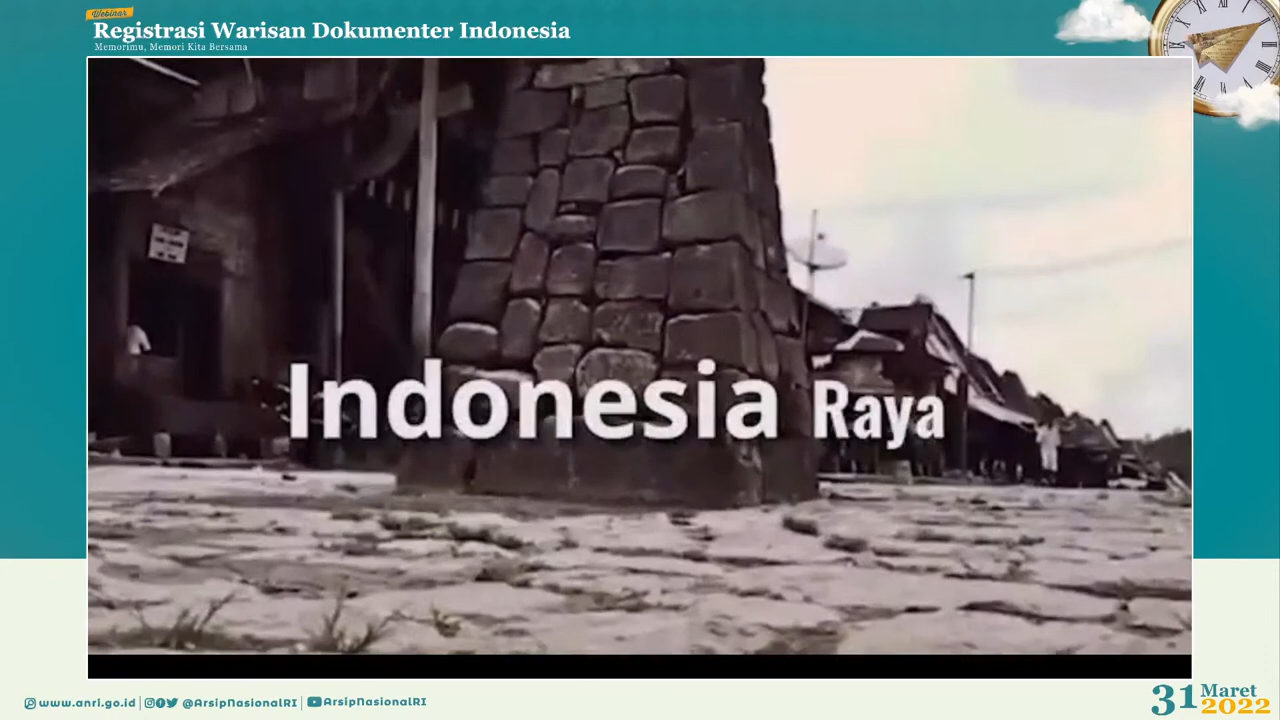 Webinar
Registrasi Warisan Dokumenter Indonesia
Memorimu, Memori Kita Bersama
Indonesia Raya
www.anri.go.id | @ArsipNasionalRI | ArsipNasionalRI
31 Maret
2022